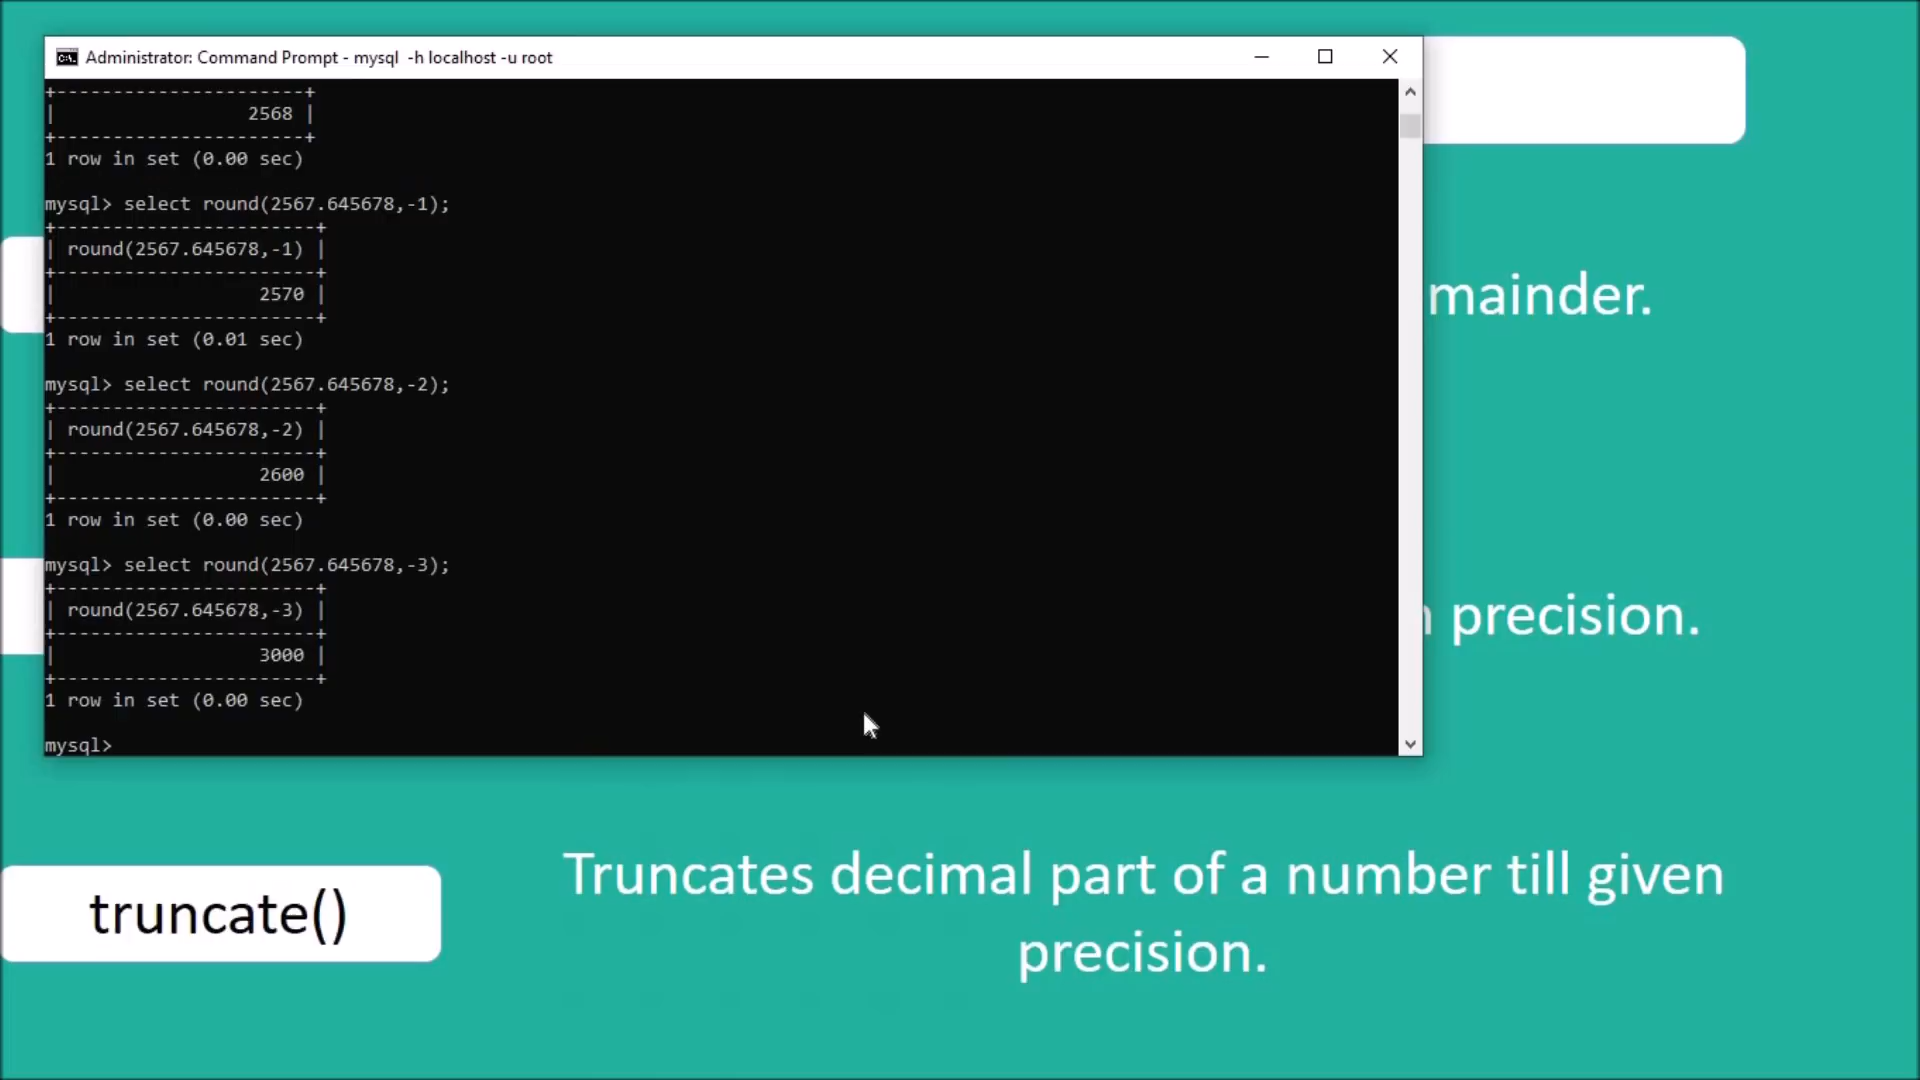 Administrator: Command Prompt - mysql  -h localhost -u root
+-----------------------+
|                  2568 |
+-----------------------+
1 row in set (0.00 sec)
mysql> select round(2567.645678,-1);
+------------------------+
| round(2567.645678,-1) |
+------------------------+
|                   2570 |
+------------------------+
1 row in set (0.01 sec)
mysql> select round(2567.645678,-2);
+------------------------+
| round(2567.645678,-2) |
+------------------------+
|                   2600 |
+------------------------+
1 row in set (0.00 sec)
mysql> select round(2567.645678,-3);
+------------------------+
| round(2567.645678,-3) |
+------------------------+
|                   3000 |
+------------------------+
1 row in set (0.00 sec)
mysql>
mainder.
precision.
truncate()
Truncates decimal part of a number till given
precision.